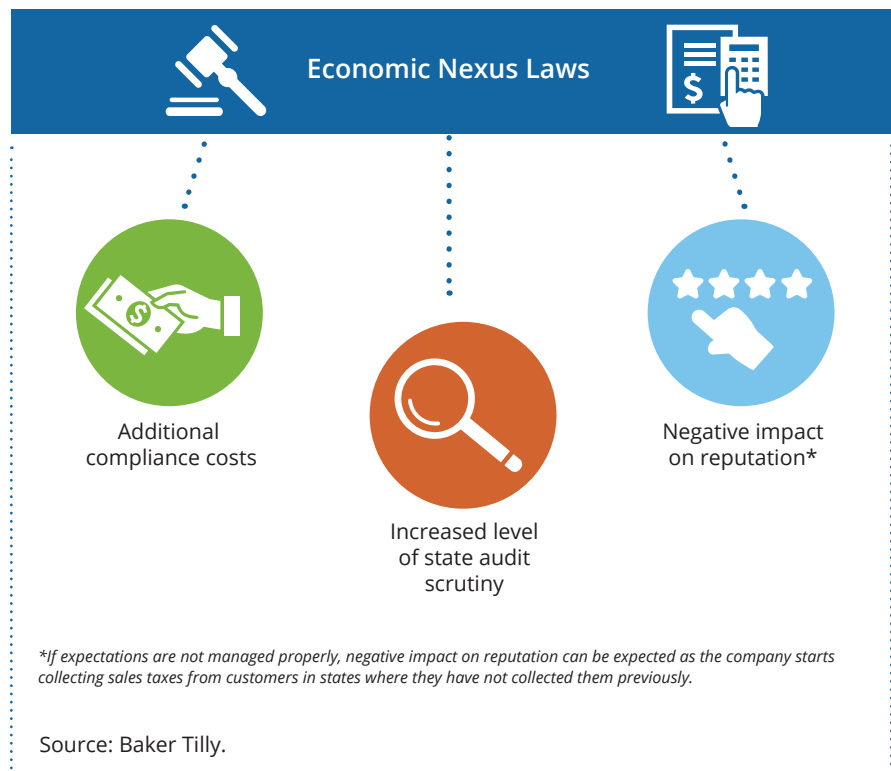 Economic Nexus Laws
$
$
Additional
compliance costs
Increased level
of state audit
scrutiny
Negative impact
on reputation*
*If expectations are not managed properly, negative impact on reputation can be expected as the company starts
collecting sales taxes from customers in states where they have not collected them previously.
Source: Baker Tilly.